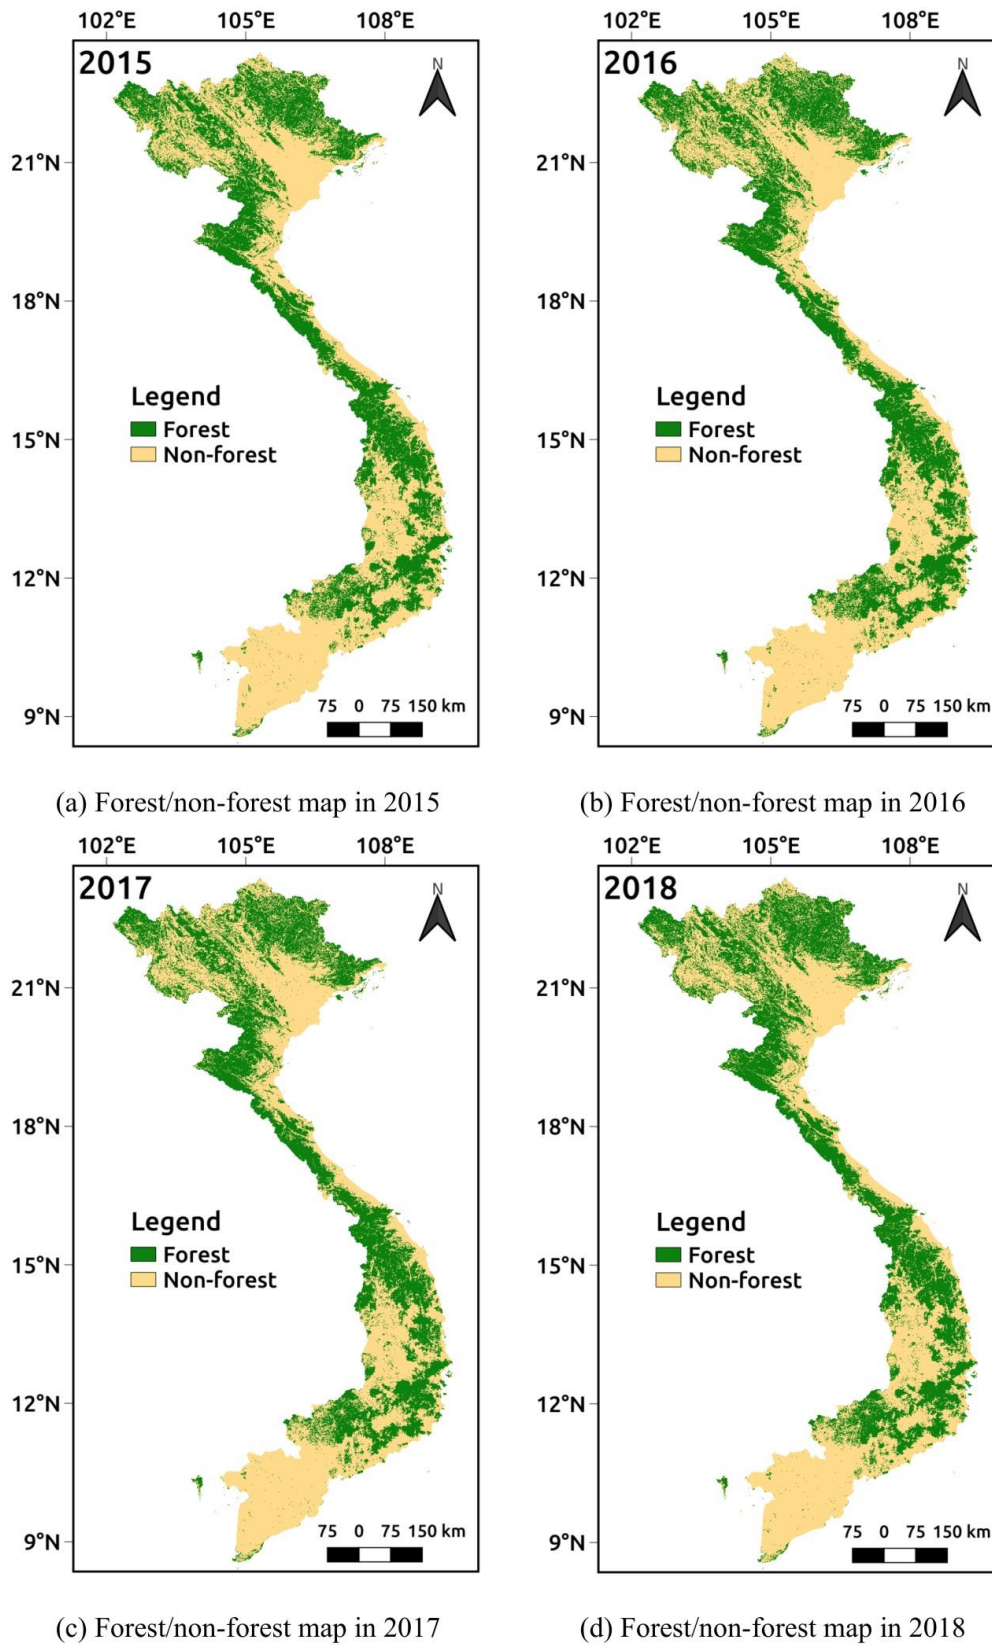 102°E 105°E 108°E
2015
N
21°N
18°N
Legend
Forest
15°N
Non-forest
12°N
75 0 75 150 km
9°N
(a) Forest/non-forest map in 2015
102°E 105°E 108°E
2016
N
21°N
18°N
Legend
Forest
15°N
Non-forest
12°N
75 0 75 150 km
9°N
(b) Forest/non-forest map in 2016
102°E 105°E 108°E
2017
N
21°N
18°N
Legend
Forest
15°N
Non-forest
12°N
75 0 75 150 km
9°N
(c) Forest/non-forest map in 2017
102°E 105°E 108°E
2018
N
21°N
18°N
Legend
Forest
15°N
Non-forest
12°N
75 0 75 150 km
9°N
(d) Forest/non-forest map in 2018